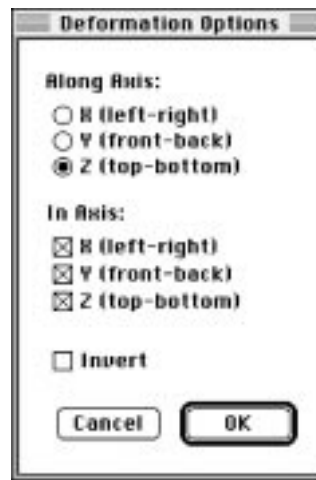 Deformation Options
Along Axis:
X (left-right)
Y (front-back)
Z (top-bottom)
In Axis:
X (left-right)
Y (front-back)
Z (top-bottom)
Invert
Cancel OK